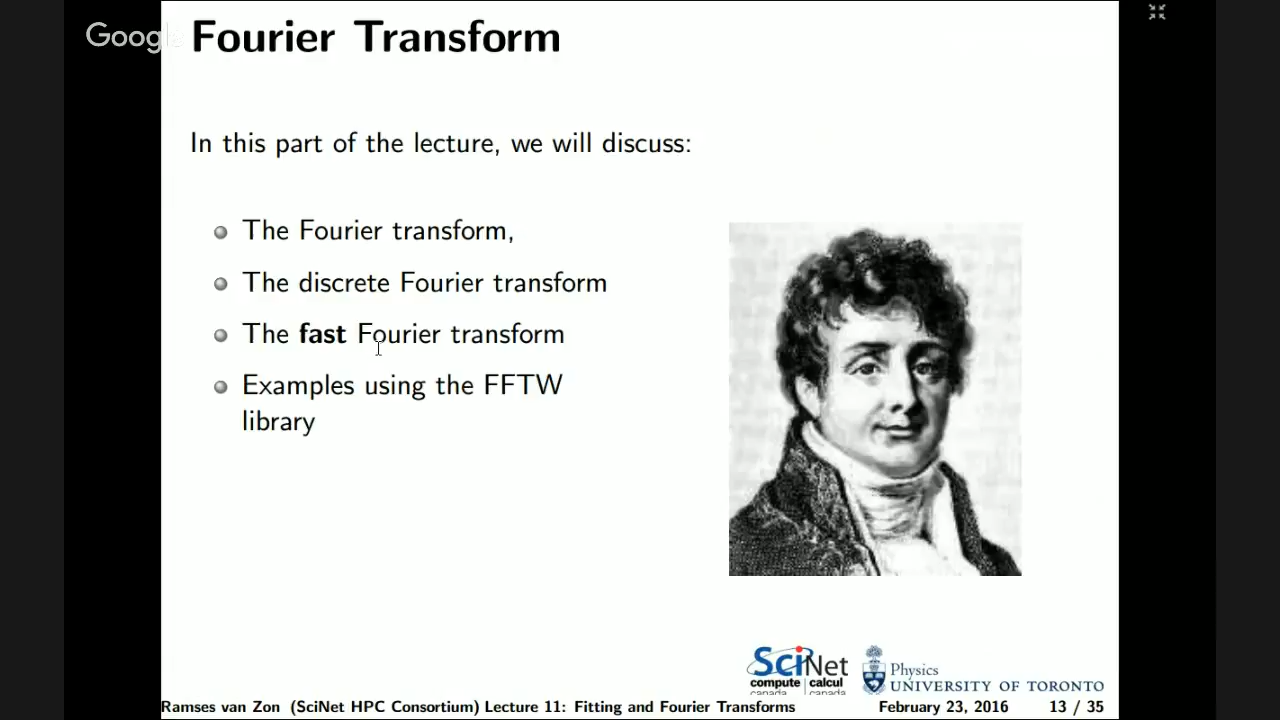 Google
Fourier Transform
In this part of the lecture, we will discuss:
The Fourier transform,
The discrete Fourier transform
The fast Fourier transform
Examples using the FFTW
library
SciNet
compute calcul
canada canada
Physics
UNIVERSITY OF TORONTO
Ramses van Zon (SciNet HPC Consortium) Lecture 11: Fitting and Fourier Transforms February 23, 2016 13 / 35